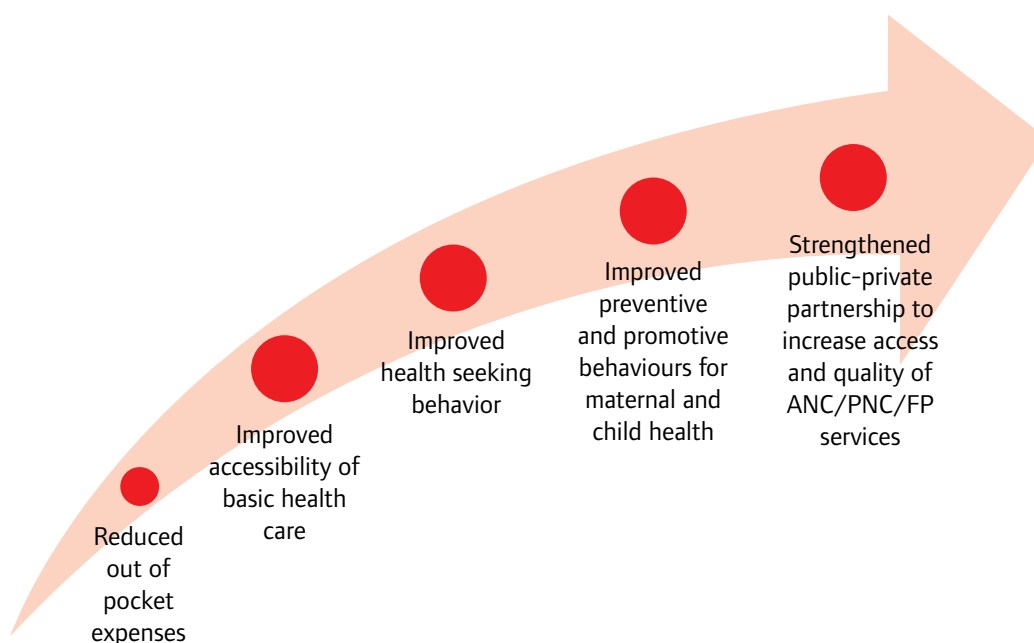 Reduced
out of
pocket
expenses
Improved
accessibility of
basic health
care
Improved
health seeking
behavior
Improved
preventive
and promotive
behaviours for
maternal and
child health
Strengthened
public-private
partnership to
increase access
and quality of
ANC/PNC/FP
services